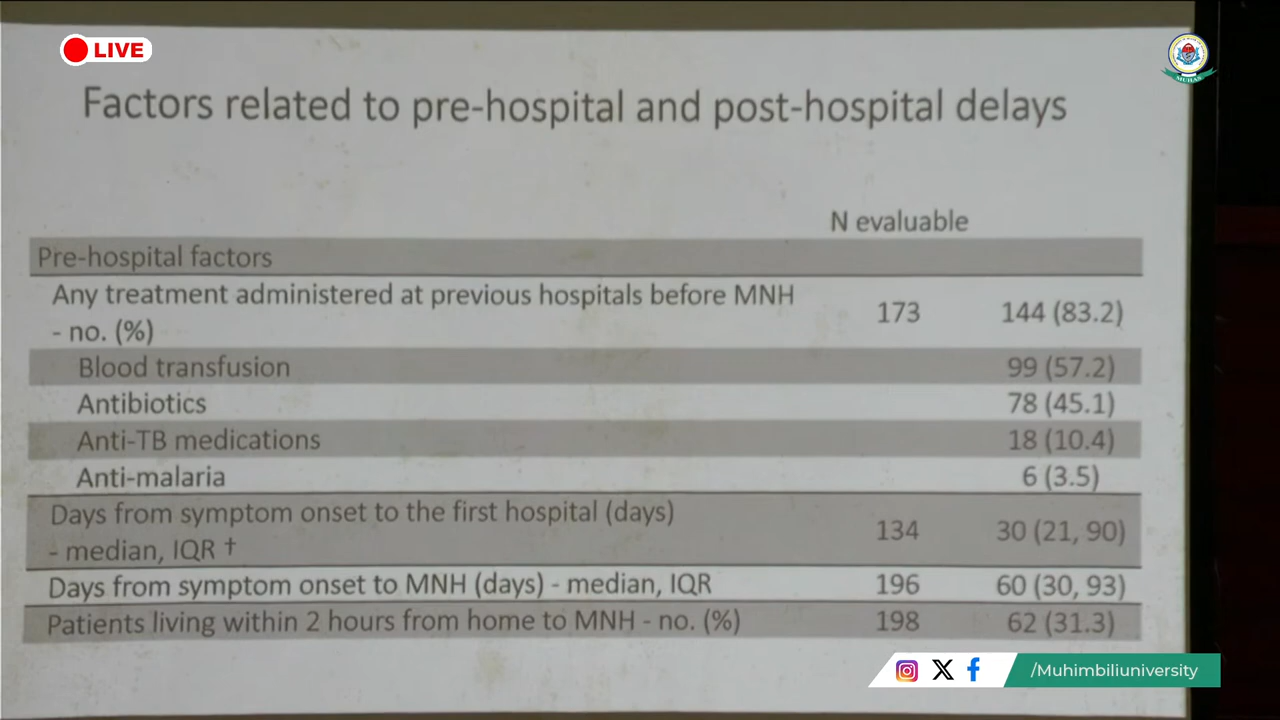 LIVE
MUHAS
Factors related to pre-hospital and post-hospital delays
N evaluable
Pre-hospital factors
Any treatment administered at previous hospitals before MNH
- no. (%) 173 144 (83.2)
Blood transfusion 99 (57.2)
Antibiotics 78 (45.1)
Anti-TB medications 18 (10.4)
Anti-malaria 6 (3.5)
Days from symptom onset to the first hospital (days)
- median, IQR † 134 30 (21, 90)
Days from symptom onset to MNH (days) - median, IQR 196 60 (30, 93)
Patients living within 2 hours from home to MNH - no. (%) 198 62 (31.3)
/Muhimbiliuniversity